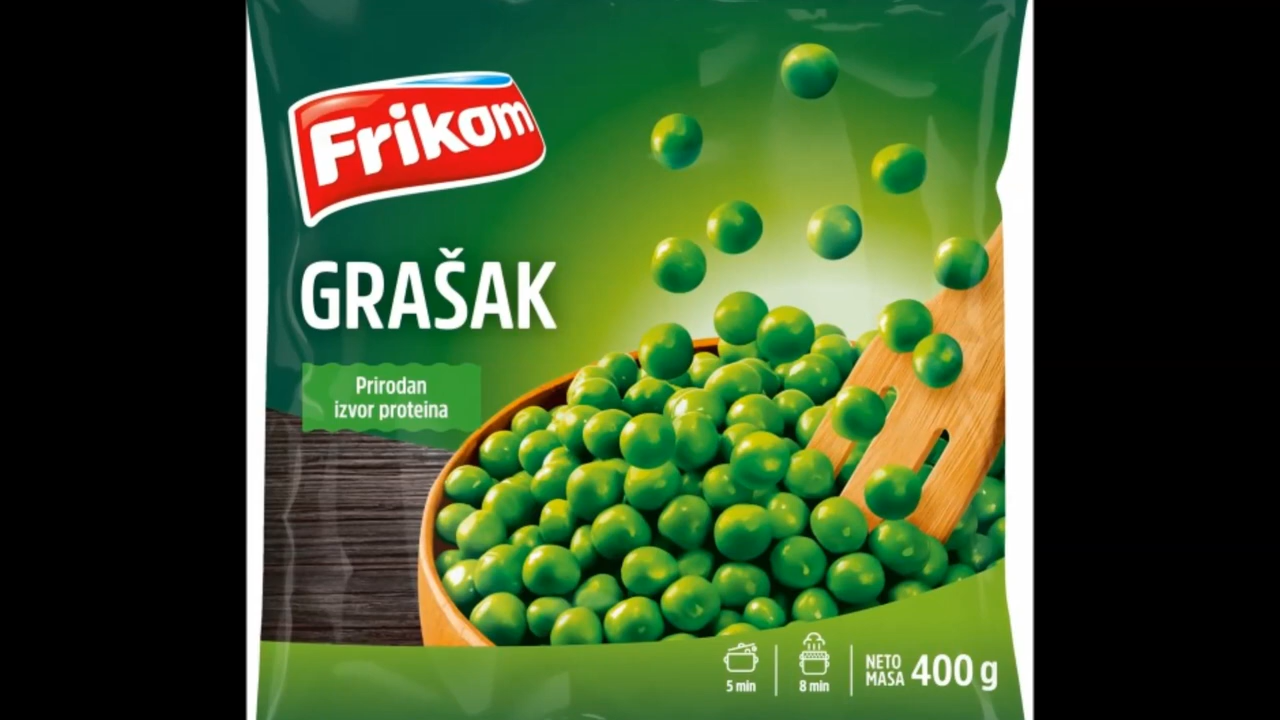 Frikom
GRAŠAK
Prirodan
izvor proteina
5 min
8 min
NETO
MASA 400 g